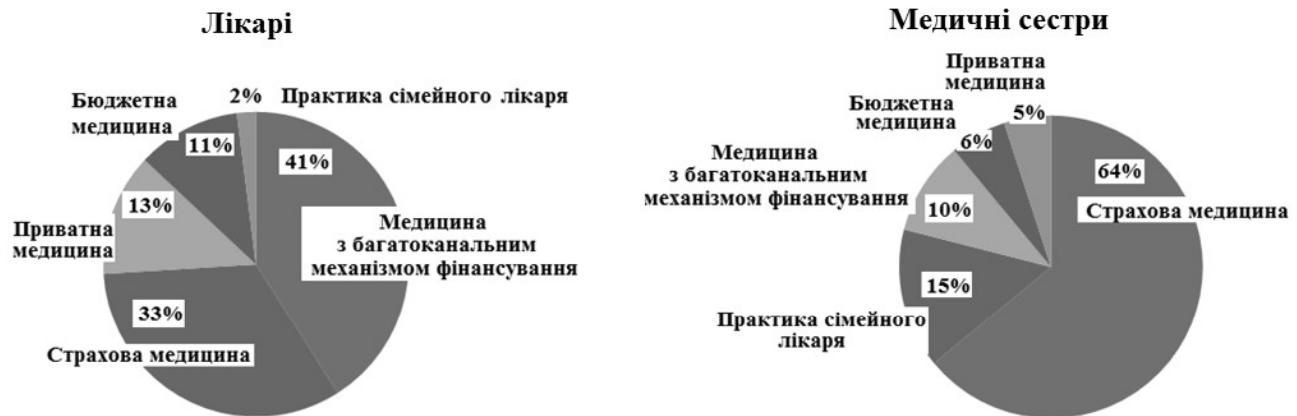 Лікарі
Бюджетна
медицина
2%
Практика сімейного лікаря
11%
41%
13%
Приватна
медицина
Медицина
з багатоканальним
механізмом фінансування
33%
Страхова медицина
Медичні сестри
Приватна
медицина
5%
Бюджетна
медицина
6%
64%
Медицина
з багатоканальним
механізмом фінансування
10%
Страхова медицина
15%
Практика сімейного
лікаря